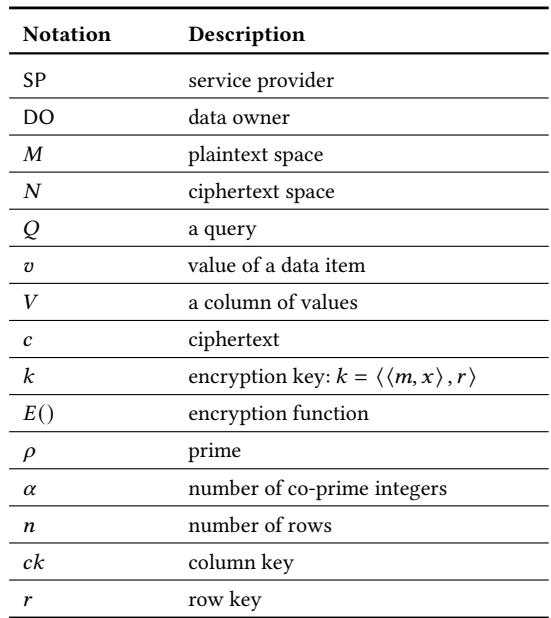 Notation Description
SP service provider
DO data owner
M plaintext space
N ciphertext space
Q a query
v value of a data item
V a column of values
c ciphertext
k encryption key: k = ⟨⟨m, x⟩, r⟩
E() encryption function
ρ prime
α number of co-prime integers
n number of rows
ck column key
r row key